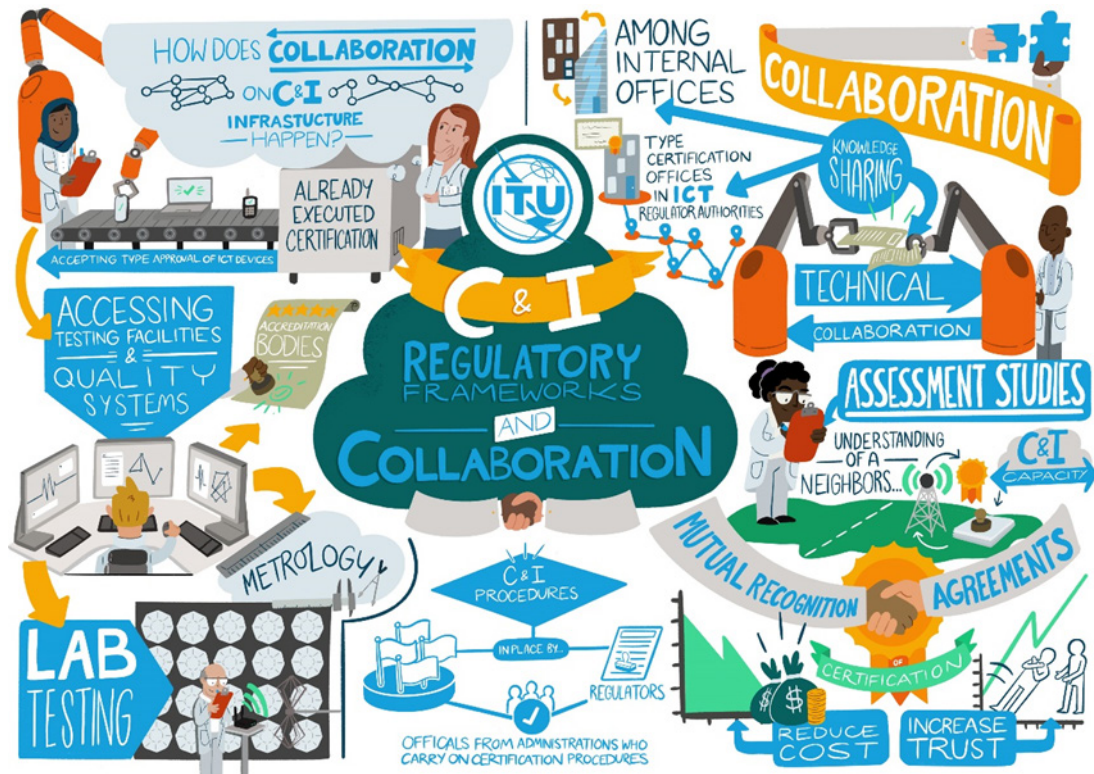 HOW DOES COLLABORATION
ON C&I
INFRASTUCTURE
HAPPEN?
ALREADY
EXECUTED
CERTIFICATION
ACCEPTING TYPE APPROVAL OF ICT DEVICES
ACCESSING
TESTING FACILITIES
&
QUALITY
SYSTEMS
ACCREDITATION
BODIES
METROLOGY
LAB
TESTING
ITU
C & I
REGULATORY
FRAMEWORKS
AND
COLLABORATION
C&I
PROCEDURES
IN PLACE BY...
REGULATORS
OFFICALS FROM ADMINISTRATIONS WHO
CARRY ON CERTIFICATION PROCEDURES
AMONG
INTERNAL
OFFICES
TYPE
CERTIFICATION
OFFICES
IN ICT
REGULATOR AUTHORITIES
COLLABORATION
KNOWLEDGE
SHARING
TECHNICAL
COLLABORATION
ASSESSMENT STUDIES
UNDERSTANDING
OF A
NEIGHBORS...
C&I
CAPACITY
MUTUAL RECOGNITION
AGREEMENTS
OF
CERTIFICATION
$ $
REDUCE
COST
INCREASE
TRUST